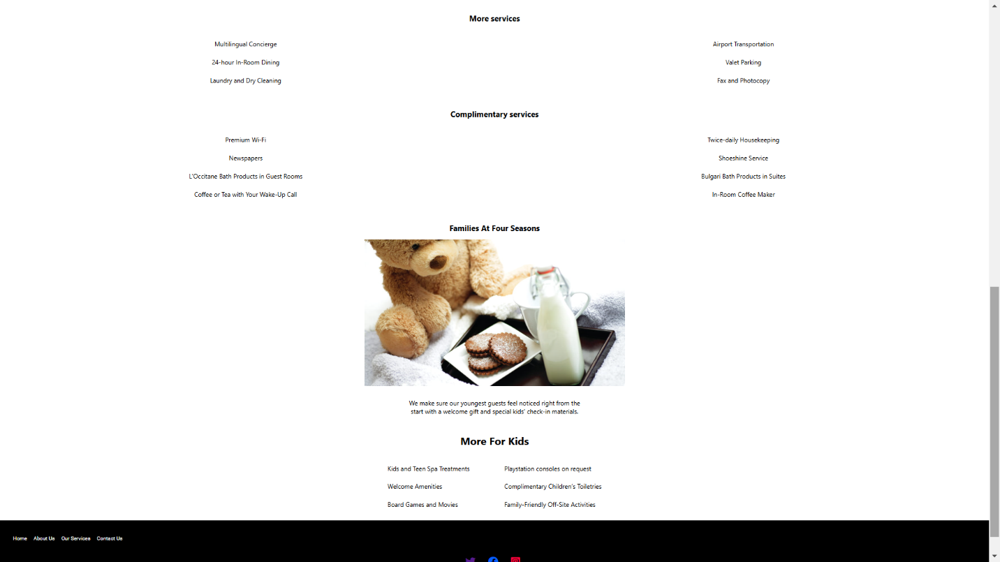 More services
Multilingual Concierge
Airport Transportation
24-hour In-Room Dining
Valet Parking
Laundry and Dry Cleaning
Fax and Photocopy
Complimentary services
Premium Wi-Fi
Twice-daily Housekeeping
Newspapers
Shoeshine Service
L'Occitane Bath Products in Guest Rooms
Bulgari Bath Products in Suites
Coffee or Tea with Your Wake-Up Call
In-Room Coffee Maker
Families At Four Seasons
We make sure our youngest guests feel noticed right from the
start with a welcome gift and special kids' check-in materials.
More For Kids
Kids and Teen Spa Treatments
Playstation consoles on request
Welcome Amenities
Complimentary Children's Toiletries
Board Games and Movies
Family-Friendly Off-Site Activities
Home About Us Our Services Contact Us